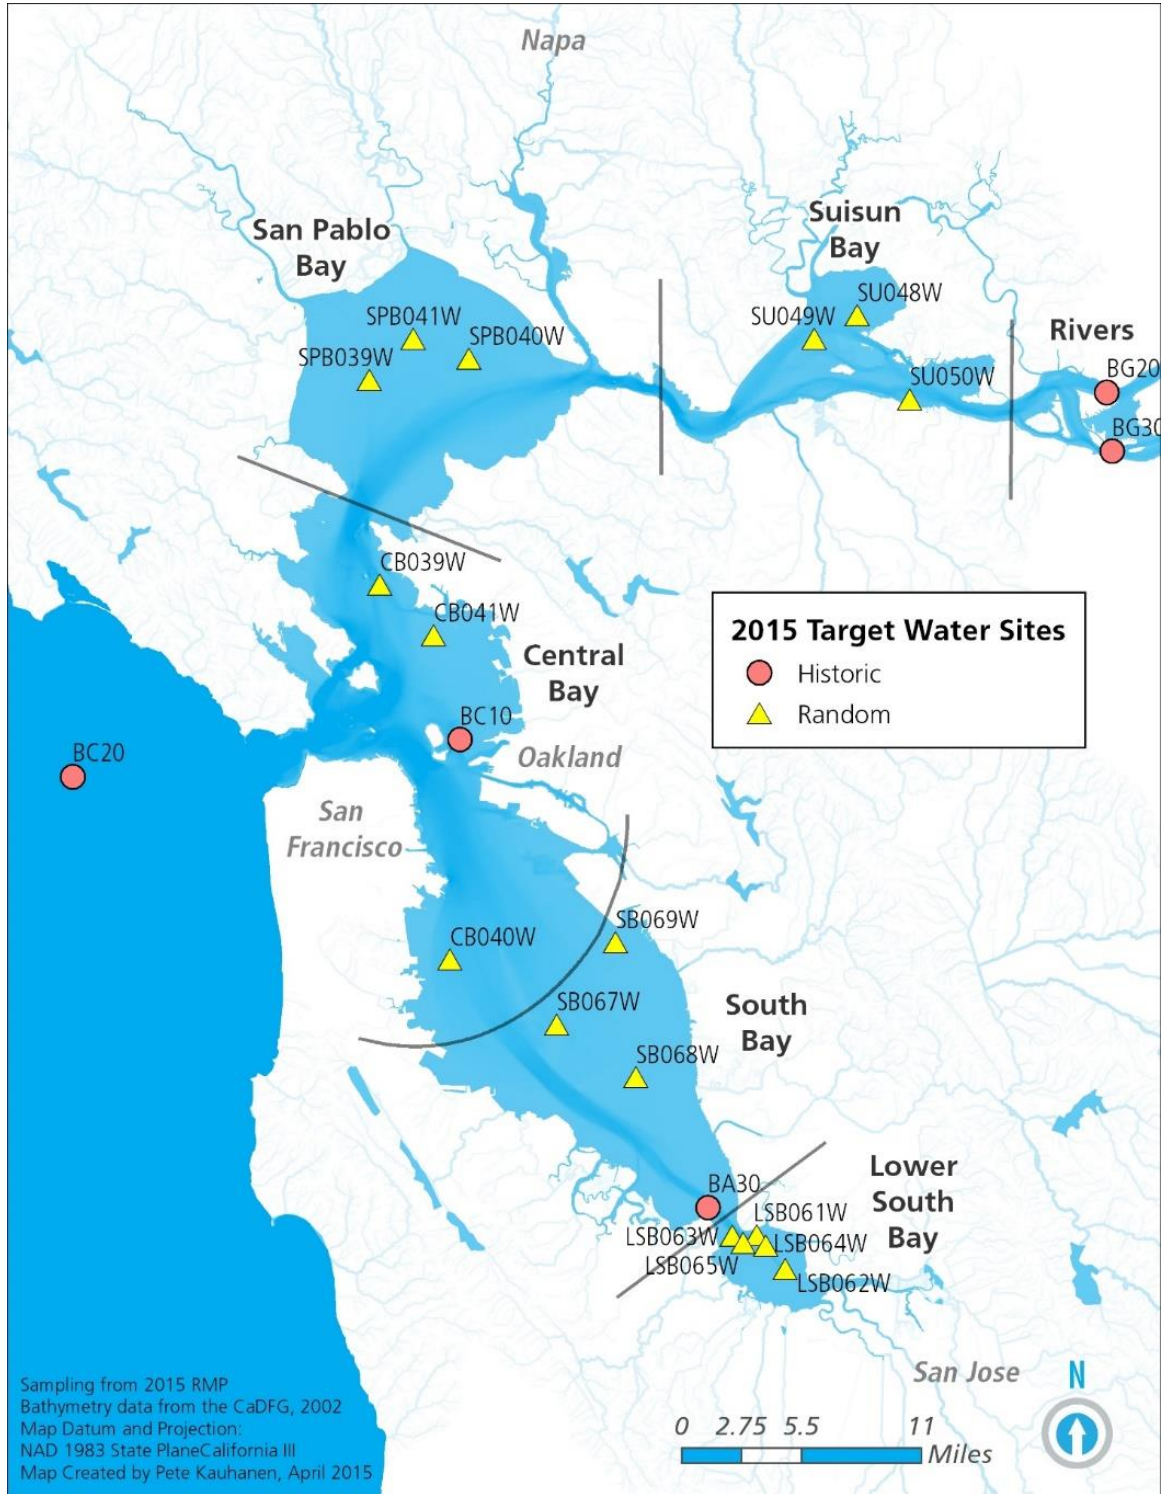 Napa
San Pablo
Bay
Suisun
Bay
SU048W
SPB041W
SU049W
SPB040W
Rivers
SPB039W
BG20
SU050W
BG30
CB039W
CB041W
2015 Target Water Sites
Historic
Random
Central
Bay
BC10
BC20
Oakland
San
Francisco
SB069W
CB040W
SB067W
South
Bay
SB068W
Lower
South
Bay
BA30
LSB061W
LSB063W
LSB064W
LSB065W
LSB062W
San Jose
N
0 2.75 5.5 11
Miles
Sampling from 2015 RMP
Bathymetry data from the CaDFG, 2002
Map Datum and Projection:
NAD 1983 State PlaneCalifornia III
Map Created by Pete Kauhanen, April 2015